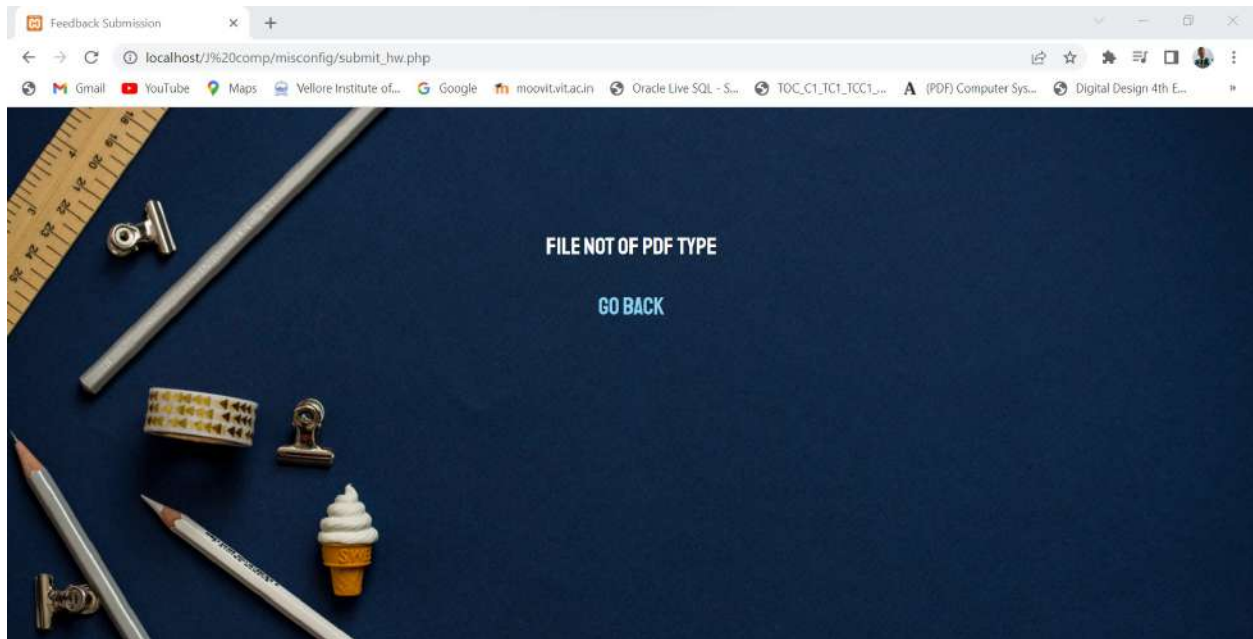 Feedback Submission
localhost/J%20comp/misconfig/submit_hw.php
Gmail YouTube Maps Vellore Institute of... Google moovit.vit.ac.in Oracle Live SQL - S... TOC_C1_TC1_TCC1_... (PDF) Computer Sys... Digital Design 4th E...
FILE NOT OF PDF TYPE
GO BACK
SWE